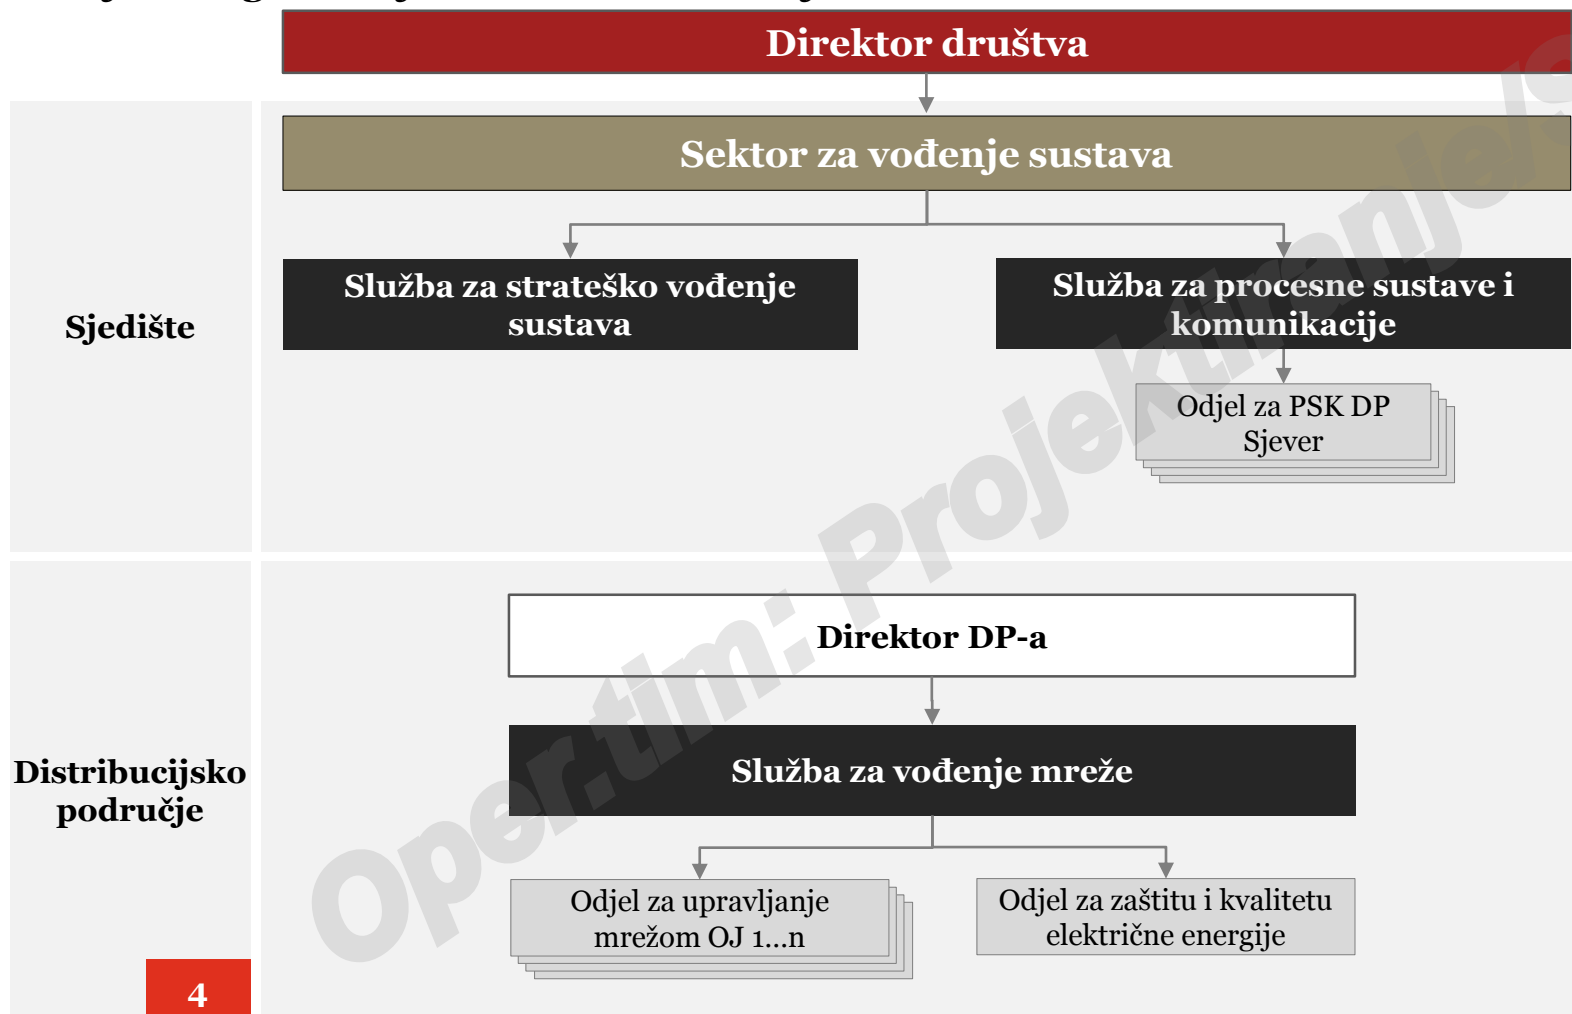 Direktor društva
Sektor za vođenje sustava
Služba za strateško vođenje
sustava
Služba za procesne sustave i
komunikacije
Sjedište
Odjel za PSK DP
Sjever
Direktor DP-a
Služba za vođenje mreže
Distribucijsko
područje
Odjel za upravljanje
mrežom OJ 1...n
Odjel za zaštitu i kvalitetu
električne energije
4
Oper.tim: Projektiranje/